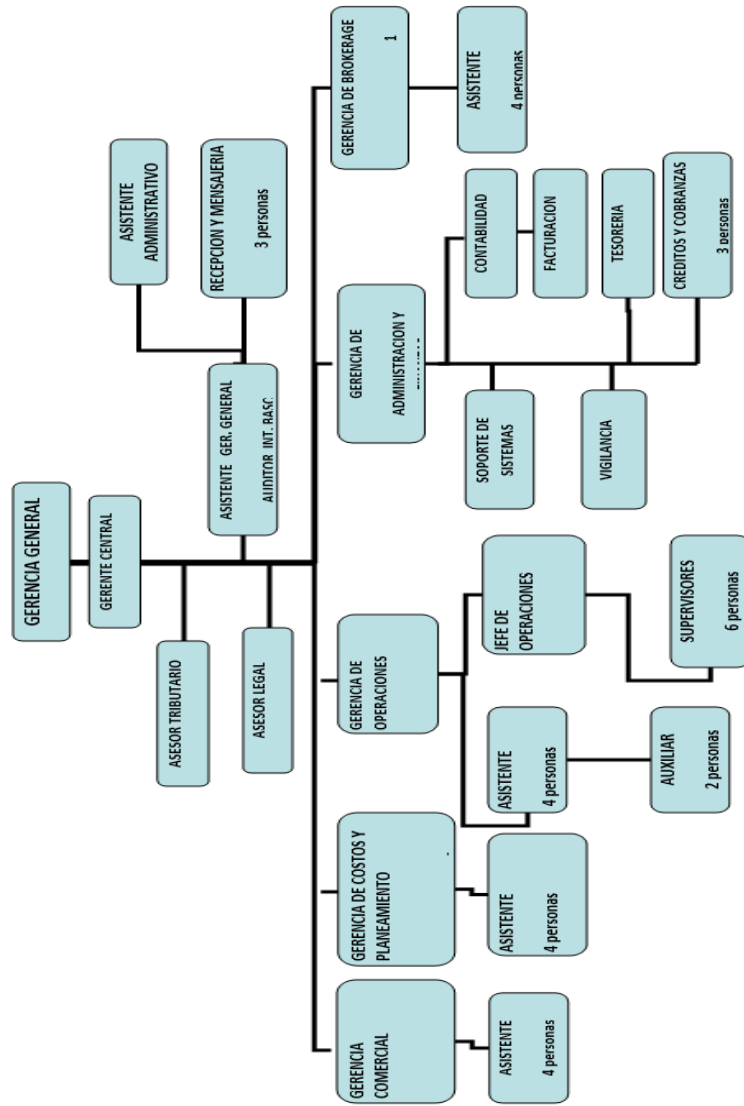 GERENCIA GENERAL
GERENTE CENTRAL
ASESOR TRIBUTARIO
ASESOR LEGAL
ASISTENTE GER. GENERAL
AUDITOR INT. BASC
ASISTENTE
ADMINISTRATIVO
RECEPCION Y MENSAJERIA
3 personas
GERENCIA
COMERCIAL
GERENCIA DE COSTOS Y
PLANEAMIENTO
GERENCIA DE
OPERACIONES
GERENCIA DE
ADMINISTRACION Y
GERENCIA DE BROKERAGE
1
ASISTENTE
4 personas
ASISTENTE
4 personas
ASISTENTE
4 personas
AUXILIAR
2 personas
JEFE DE
OPERACIONES
SUPERVISORES
6 personas
SOPORTE DE
SISTEMAS
VIGILANCIA
CONTABILIDAD
FACTURACION
TESORERIA
CREDITOS Y COBRANZAS
3 personas
ASISTENTE
4 personas